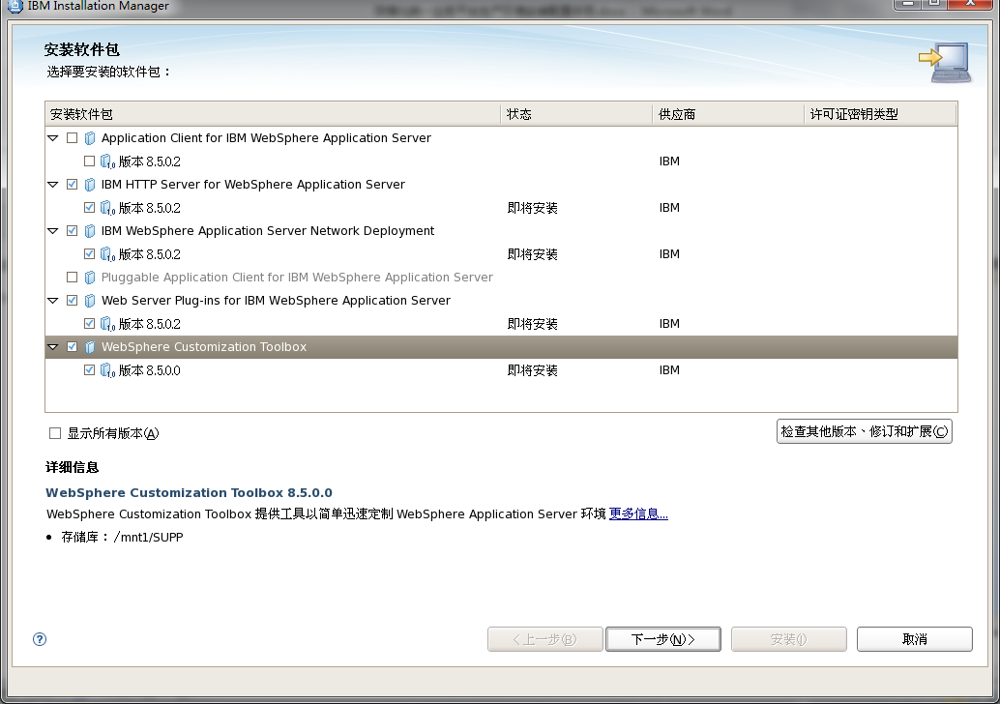 IBM Installation Manager
安装软件包
选择要安装的软件包：
安装软件包 状态 供应商 许可证密钥类型
Application Client for IBM WebSphere Application Server
版本 8.5.0.2 IBM
IBM HTTP Server for WebSphere Application Server
版本 8.5.0.2 即将安装 IBM
IBM WebSphere Application Server Network Deployment
版本 8.5.0.2 即将安装 IBM
Pluggable Application Client for IBM WebSphere Application Server
Web Server Plug-ins for IBM WebSphere Application Server
版本 8.5.0.2 即将安装 IBM
WebSphere Customization Toolbox
版本 8.5.0.0 即将安装 IBM
显示所有版本(A) 检查其他版本、修订和扩展(C)
详细信息
WebSphere Customization Toolbox 8.5.0.0
WebSphere Customization Toolbox 提供工具以简单迅速定制 WebSphere Application Server 环境 更多信息...
• 存储库：/mnt1/SUPP
? <上一步(B) 下一步(N)> 安装(I) 取消